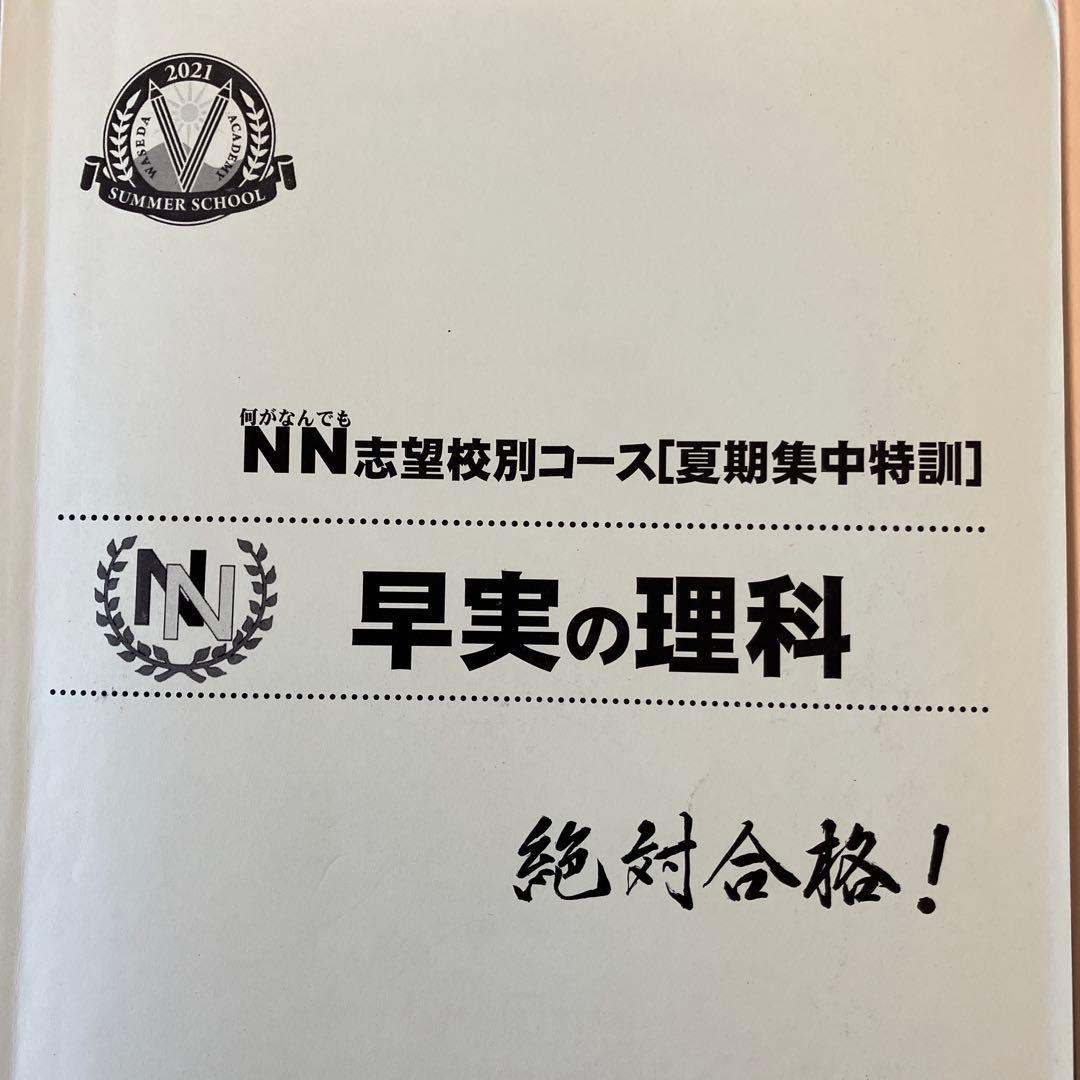 2021
WASEDA ACADEMY
SUMMER SCHOOL
何がなんでも
NN志望校別コース[夏期集中特訓]
NN
早実の理科
絶対合格!